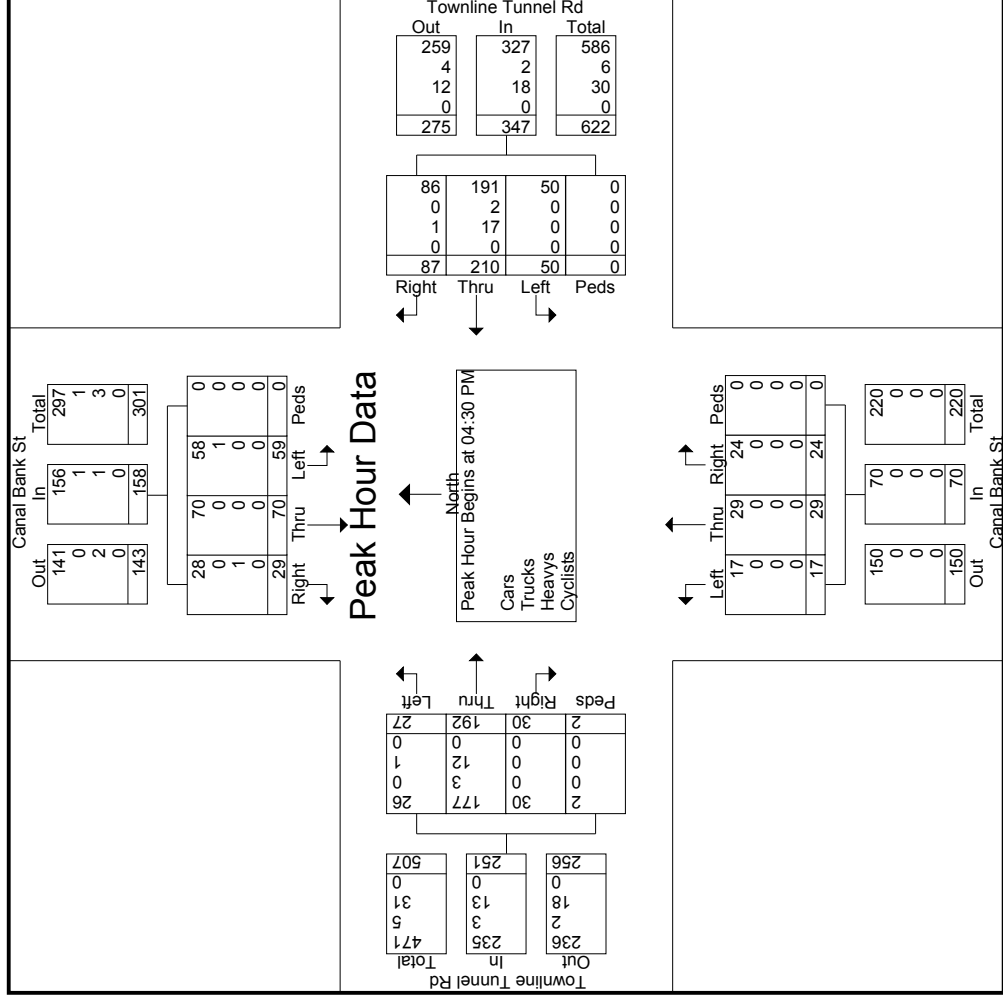 Townline Tunnel Rd
Out In Total
259 327 586
4 2 6
12 18 30
0 0 0
275 347 622
86 191 50 0
0 2 0 0
1 17 0 0
0 0 0 0
87 210 50 0
Right Thru Left Peds
Canal Bank St
Out In Total
141 156 297
0 1 1
2 1 3
0 0 0
143 158 301
28 70 58 0
0 0 1 0
1 0 0 0
0 0 0 0
29 70 59 0
Right Thru Left Peds
Peak Hour Data
North
Peak Hour Begins at 04:30 PM
Cars
Trucks
Heavys
Cyclists
Left Thru Right Peds
17 29 24 0
0 0 0 0
0 0 0 0
0 0 0 0
17 29 24 0
150 70 220
0 0 0
0 0 0
0 0 0
150 70 220
Out In Total
Canal Bank St
Left Thru Right Peds
27 192 30 2
0 0 0 0
1 12 0 0
0 3 0 0
26 177 30 2
507 251 256
0 0 0
31 13 18
5 3 2
471 235 236
Total In Out
Townline Tunnel Rd